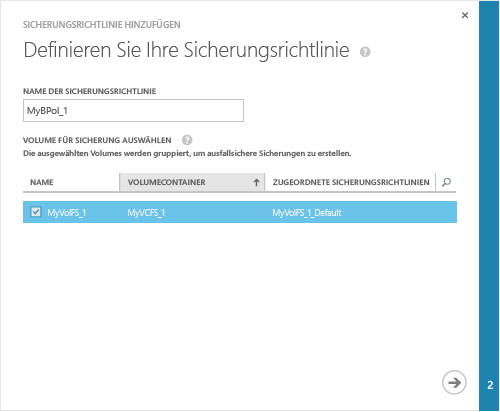 SICHERUNGSRICHTLINIE HINZUFÜGEN
Definieren Sie Ihre Sicherungsrichtlinie ?
NAME DER SICHERUNGSRICHTLINIE
MyBPol_1
VOLUME FÜR SICHERUNG AUSWÄHLEN ?
Die ausgewählten Volumes werden gruppiert, um ausfallsichere Sicherungen zu erstellen.
NAME VOLUMECONTAINER ZUGEORDNETE SICHERUNGSRICHTLINIEN
MyVolFS_1 MyVCFS_1 MyVolFS_1_Default
2